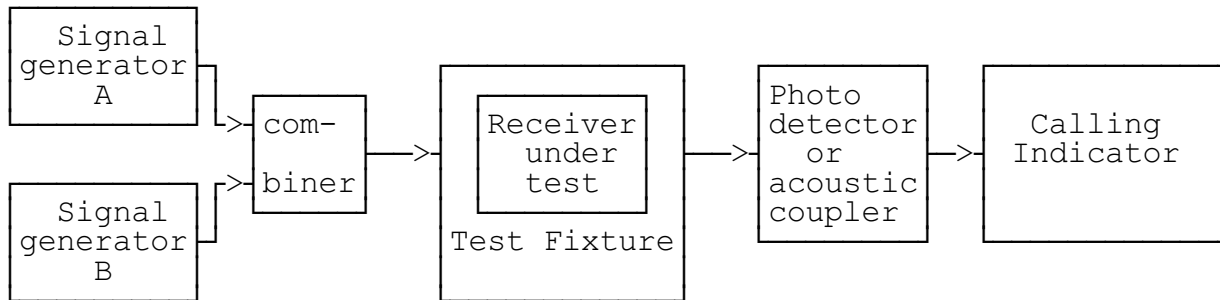 Signal
generator
A
com-
biner
Signal
generator
B
Receiver
under
test
Test Fixture
Photo
detector
or
acoustic
coupler
Calling
Indicator